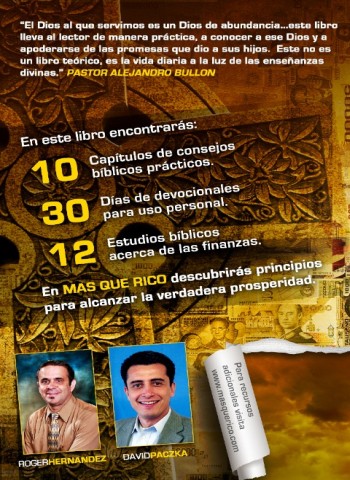 "El Dios al que servimos es un Dios de abundancia...este libro
lleva al lector de manera práctica, a conocer a ese Dios y a
apoderarse de las promesas que dio a sus hijos. Este no es
un libro teórico, es la vida diaria a la luz de las enseñanzas
divinas." PASTOR ALEJANDRO BULLON
En este libro encontrarás:
10 Capítulos de consejos
bíblicos prácticos.
30 Días de devocionales
para uso personal.
12 Estudios bíblicos
acerca de las finanzas.
En MAS QUE RICO descubrirás principios
para alcanzar la verdadera prosperidad.
Para recursos
adicionales visita
www.masquerico.com
ROGERHERNANDEZ
DAVIDPACZKA